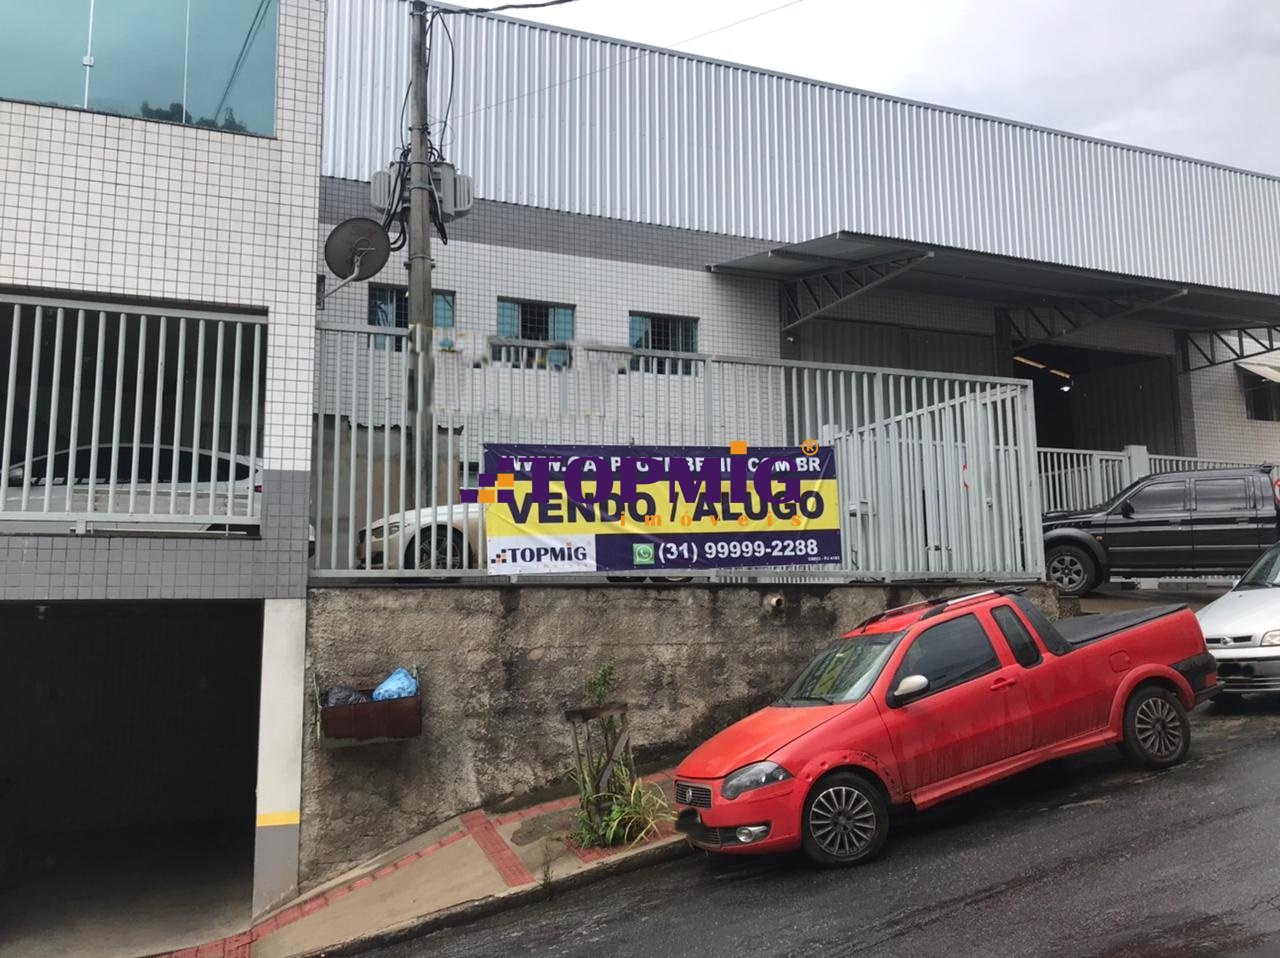 VENDO / ALUGO
TOPMIG®
imóveis
TOPMIG
(31) 99999-2288